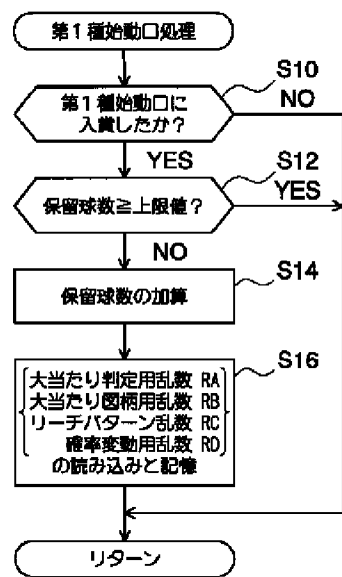 第1種始動口処理
S10
第1種始動口に
入賞したか?
NO
YES
S12
保留球数≧上限値?
YES
NO
S14
保留球数の加算
S16
大当たり判定用乱数 RA
大当たり図柄用乱数 RB
リーチパターン乱数 RC
確率変動用乱数 RD
の読み込みと記憶
リターン